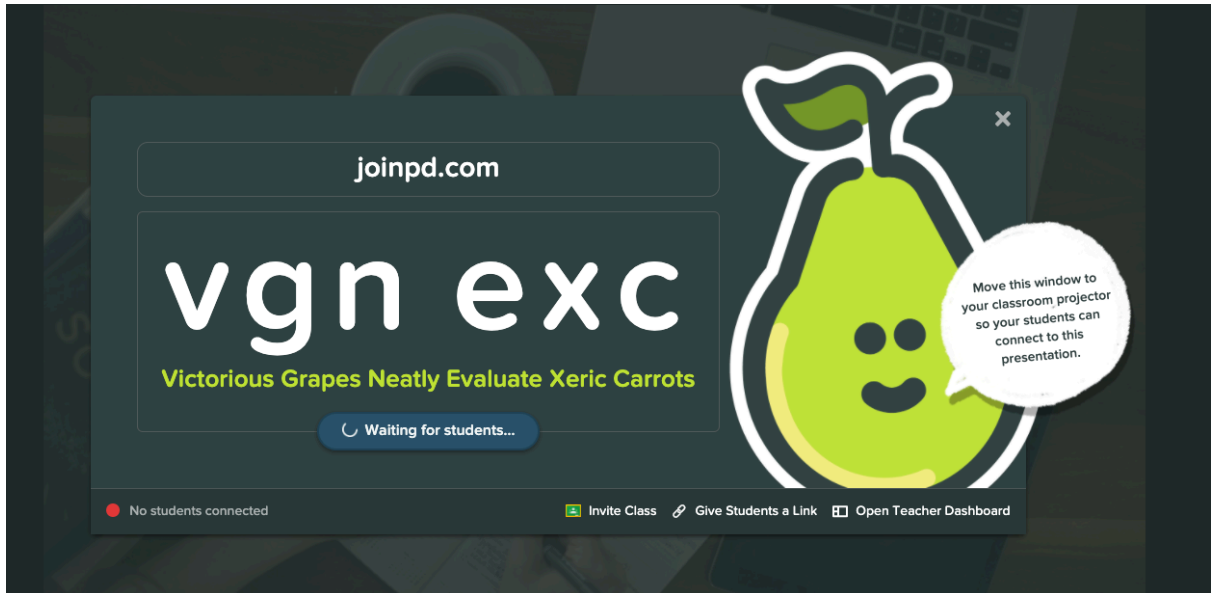 joinpd.com
vgn exc
Victorious Grapes Neatly Evaluate Xeric Carrots
Waiting for students...
Move this window to
your classroom projector
so your students can
connect to this
presentation.
No students connected
Invite Class
Give Students a Link
Open Teacher Dashboard